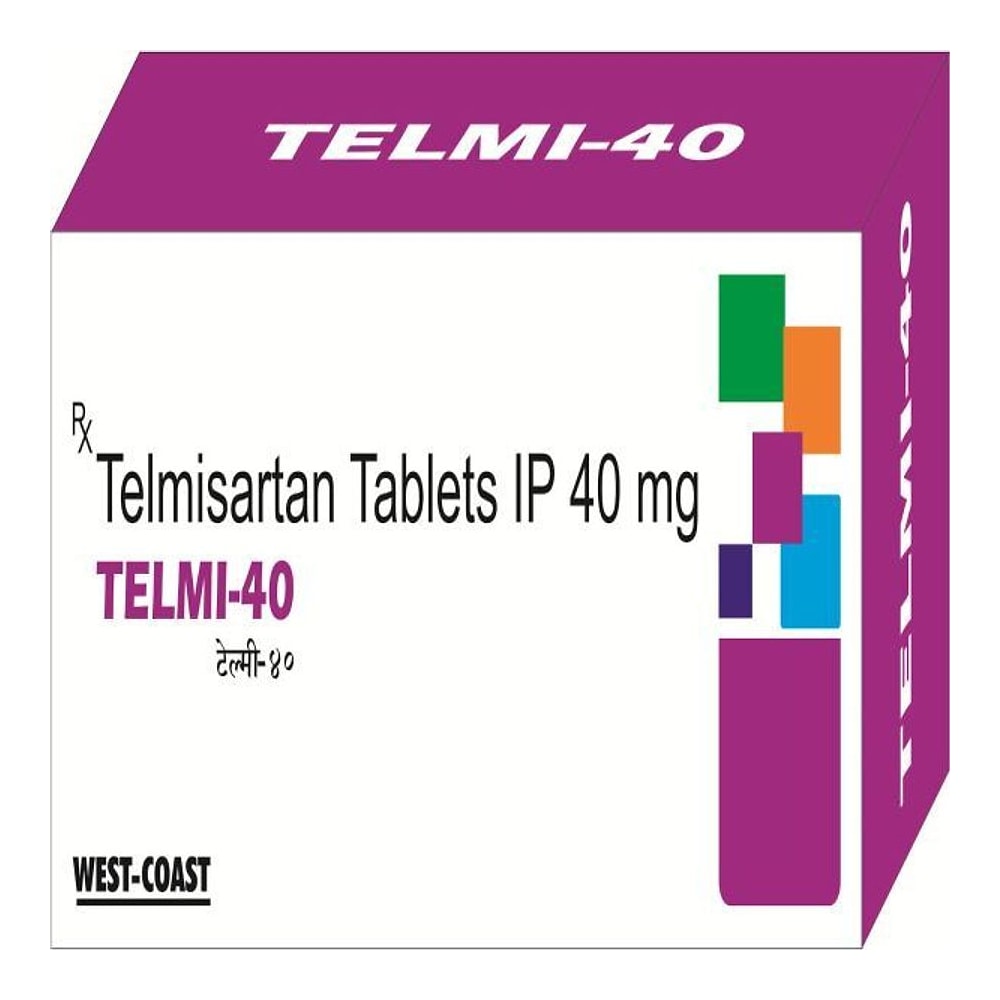 TELMI-40
Rx
Telmisartan Tablets IP 40 mg
TELMI-40
टेल्मी-४०
WEST-COAST
TELMI-40